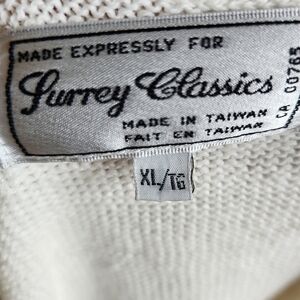 MADE EXPRESSLY FOR
Surrey Classics
MADE IN TAIWAN
FAIT EN TAIWAN
CA 00765
XL/TG